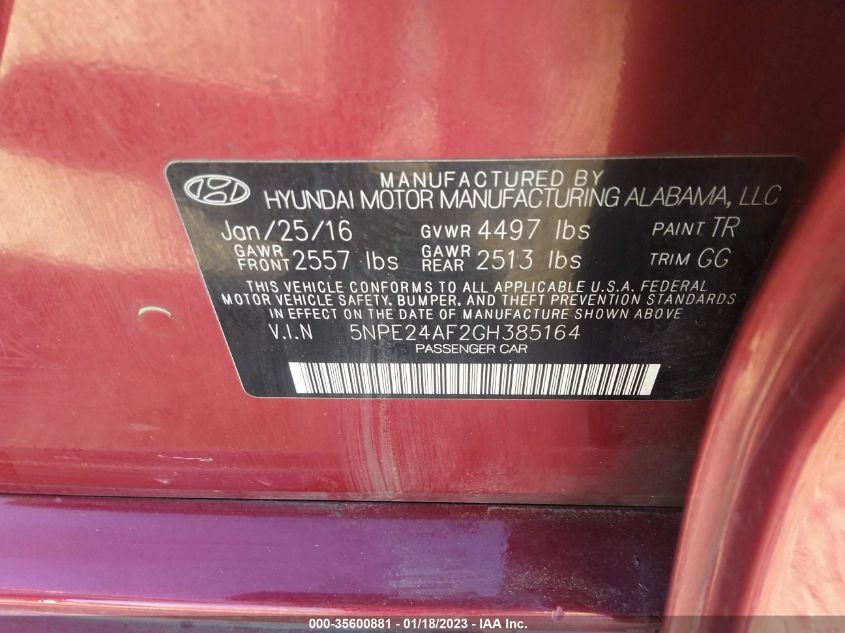 MANUFACTURED BY
HYUNDAI MOTOR MANUFACTURING ALABAMA, LLC
Jan/25/16 GVWR 4497 lbs PAINT TR
GAWR FRONT 2557 lbs GAWR REAR 2513 lbs TRIM GG
THIS VEHICLE CONFORMS TO ALL APPLICABLE U.S.A. FEDERAL
MOTOR VEHICLE SAFETY, BUMPER, AND THEFT PREVENTION STANDARDS
IN EFFECT ON THE DATE OF MANUFACTURE SHOWN ABOVE
V.I.N 5NPE24AF2GH385164
PASSENGER CAR
000-35600881 - 01/18/2023 - IAA Inc.